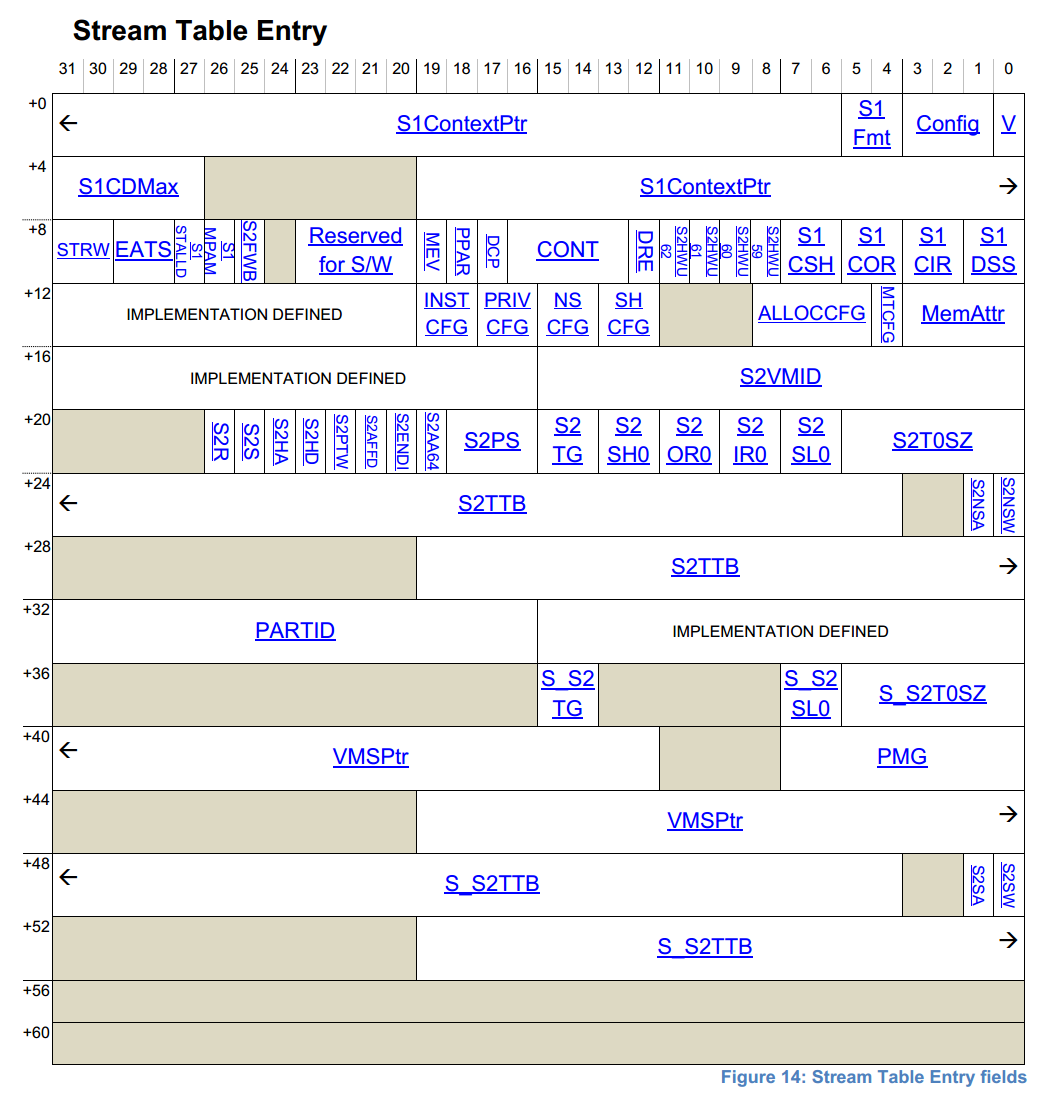 Stream Table Entry
31 30 29 28 27 26 25 24 23 22 21 20 19 18 17 16 15 14 13 12 11 10 9 8 7 6 5 4 3 2 1 0
+0 ← S1ContextPtr S1 Fmt Config V
+4 S1CDMax S1ContextPtr →
+8 STRW EATS S1 STALLD S1 MPAM S2FWB Reserved for S/W MEV PPAR DCP CONT DRE S2HWU 62 S2HWU 61 S2HWU 60 S2HWU 59 S1 CSH S1 COR S1 CIR S1 DSS
+12 IMPLEMENTATION DEFINED INST CFG PRIV CFG NS CFG SH CFG ALLOCCFG MTCFG MemAttr
+16 IMPLEMENTATION DEFINED S2VMID
+20 S2R S2S S2HA S2HD S2PTW S2AFFD S2ENDI S2AA64 S2PS S2 TG S2 SH0 S2 OR0 S2 IR0 S2 SL0 S2T0SZ
+24 ← S2TTB S2NSA S2NSW
+28 S2TTB →
+32 PARTID IMPLEMENTATION DEFINED
+36 S_S2 TG S_S2 SL0 S_S2T0SZ
+40 ← VMSPtr PMG
+44 VMSPtr →
+48 ← S_S2TTB S2SA S2SW
+52 S_S2TTB →
+56
+60
Figure 14: Stream Table Entry fields